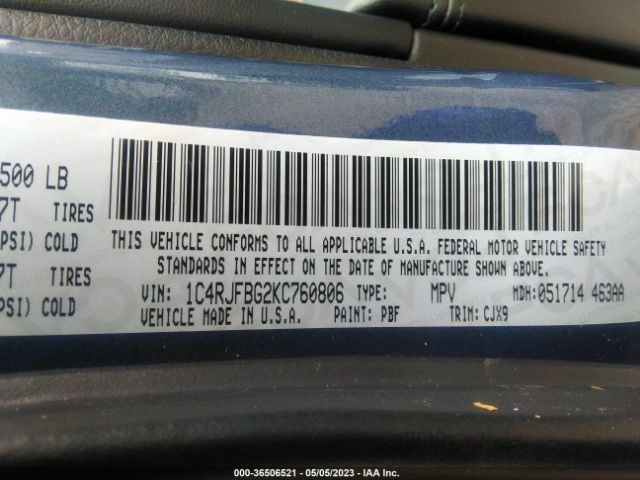 500 LB
7T TIRES
PSI) COLD
7T TIRES
PSI) COLD
THIS VEHICLE CONFORMS TO ALL APPLICABLE U.S.A. FEDERAL MOTOR VEHICLE SAFETY
STANDARDS IN EFFECT ON THE DATE OF MANUFACTURE SHOWN ABOVE.
VIN: 1C4RJFBG2KC760806 TYPE: MPV MDH:051714 463AA
VEHICLE MADE IN U.S.A. PAINT: PBF TRIM: CJX9
000-36506521 - 05/05/2023 - IAA Inc.